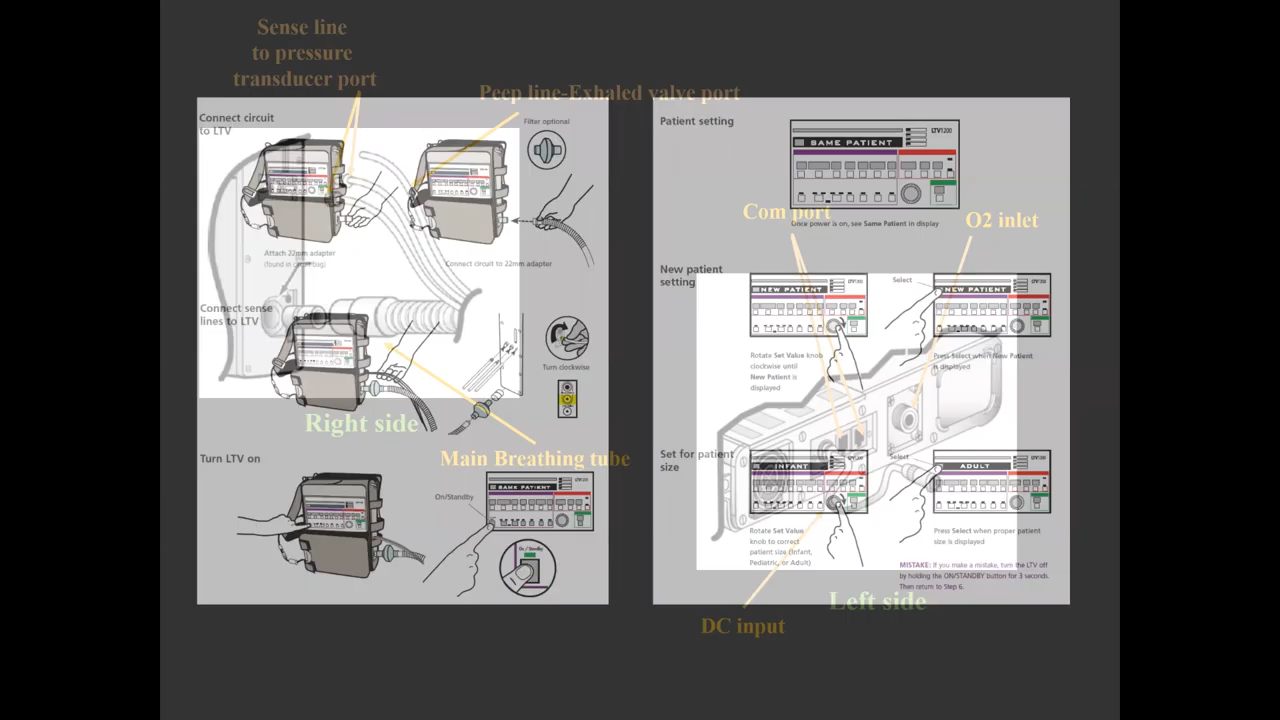 Sense line
to pressure
transducer port
Peep line-Exhaled valve port
Connect circuit
to LTV
Filter optional
Attach 22mm adapter
(found in circuit bag)
Connect circuit to 22mm adapter
Connect sense
lines to LTV
Turn clockwise
Right side
Main Breathing tube
Turn LTV on
On/Standby
SAME PATIENT
On / Standby
Patient setting
LTV1200
SAME PATIENT
Com port
O2 inlet
Once power is on, see Same Patient in display
New patient
setting
NEW PATIENT
Select
NEW PATIENT
Rotate Set Value knob
clockwise until
New Patient is
displayed
Press Select when New Patient
is displayed
Set for patient
size
INFANT
Select
ADULT
Rotate Set Value
knob to correct
patient size (Infant,
Pediatric, or Adult)
Press Select when proper patient
size is displayed
MISTAKE: If you make a mistake, turn the LTV off
by holding the ON/STANDBY button for 3 seconds.
Then return to Step 6.
Left side
DC input